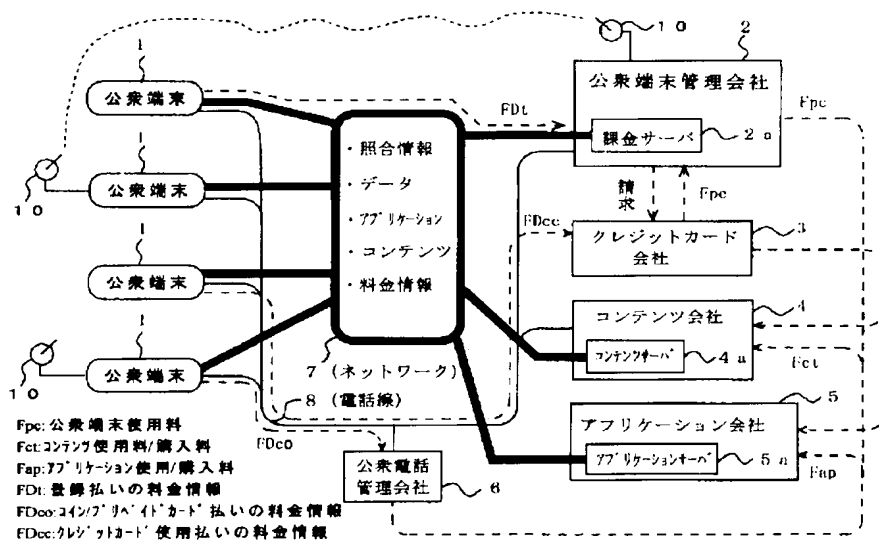 1
公衆端末
1
公衆端末
10
1
公衆端末
1
公衆端末
10
・照合情報
・データ
・アプリケーション
・コンテンツ
・料金情報
7 (ネットワーク)
8 (電話線)
10
2
公衆端末管理会社
課金サーバ
2a
FDt
Fpc
請求
Fpc
FDcc
3
クレジットカード
会社
4
コンテンツ会社
コンテンツサーバ
4a
Fct
5
アプリケーション会社
アプリケーションサーバ
5a
Fap
FDco
公衆電話
管理会社
6
Fpc:公衆端末使用料
Fct:コンテンツ使用料/購入料
Fap:アプリケーション使用/購入料
FDt:登録払いの料金情報
FDco:コイン/プリペイドカード払いの料金情報
FDcc:クレジットカード使用払いの料金情報